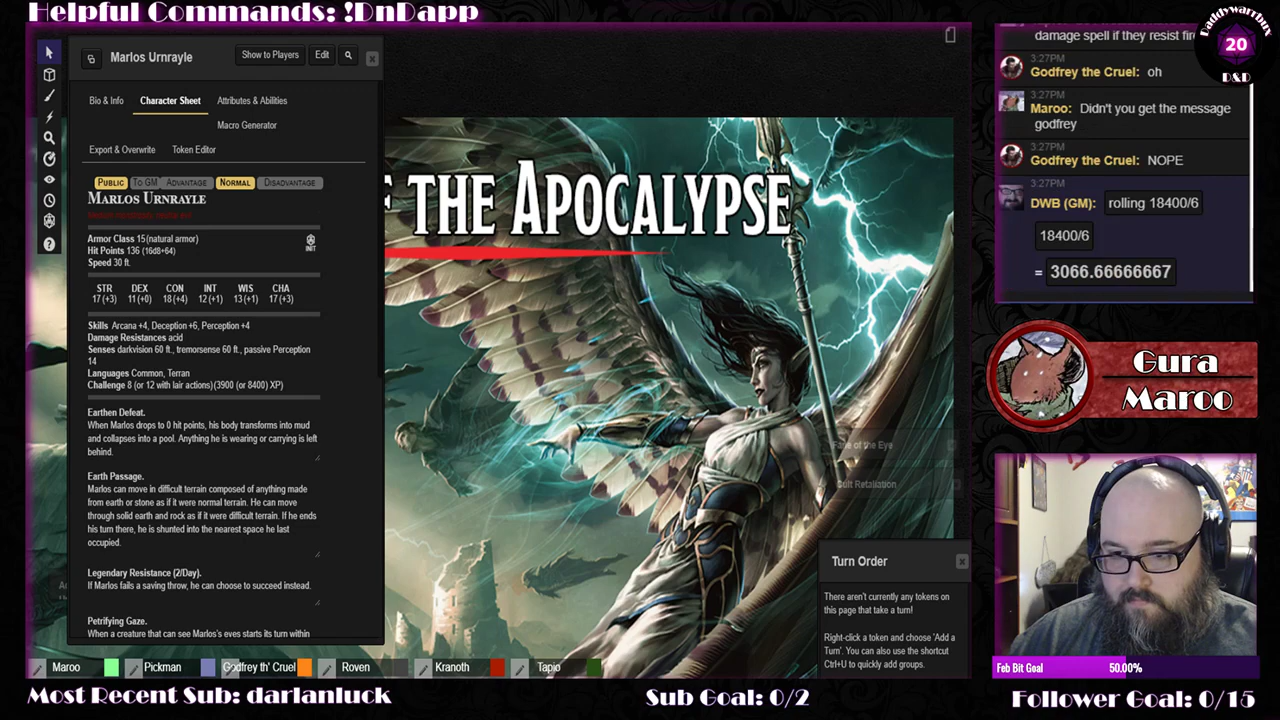 Helpful Commands: !DnDapp
Marlos Urnrayle
Show to Players
Edit
Bio & Info
Character Sheet
Attributes & Abilities
Macro Generator
Export & Overwrite
Token Editor
PUBLIC
TO GM
ADVANTAGE
NORMAL
DISADVANTAGE
MARLOS URNRAYLE
Armor Class 15(natural armor)
INIT
Hit Points 136 (16d8+64)
Speed 30 ft.
STR DEX CON INT WIS CHA
17(+3) 11(+0) 18(+4) 12(+1) 13(+1) 17(+3)
Skills Arcana +4, Deception +6, Perception +4
Damage Resistances acid
Senses darkvision 60 ft., tremorsense 60 ft., passive Perception
14
Languages Common, Terran
Challenge 8 (or 12 with lair actions)(3900 (or 8400) XP)
Earthen Defeat.
When Marlos drops to 0 hit points, his body transforms into mud
and collapses into a pool. Anything he is wearing or carrying is left
behind.
Earth Passage.
Marlos can move in difficult terrain composed of anything made
from earth or stone as if it were normal terrain. He can move
through solid earth and rock as if it were difficult terrain. If he ends
his turn there, he is shunted into the nearest space he last
occupied.
Legendary Resistance (2/Day).
If Marlos fails a saving throw, he can choose to succeed instead.
Petrifying Gaze.
When a creature that can see Marlos's eyes starts its turn within
THE APOCALYPSE
of the Eye
Cult Retaliation
Turn Order
There aren't currently any tokens on
this page that take a turn!
Right-click a token and choose 'Add a
Turn'. You can also use the shortcut
Ctrl+U to quickly add groups.
Maroo
Pickman
Godfrey th' Cruel
Roven
Kranoth
Tapio
damage spell if they resist fire
3:27PM
Godfrey the Cruel: oh
3:27PM
Maroo: Didn't you get the message
godfrey
3:27PM
Godfrey the Cruel: NOPE
3:27PM
DWB (GM): rolling 18400/6
18400/6
= 3066.66666667
Daddywarrbux
20
D&D
Gura
Maroo
Feb Bit Goal
50.00%
Most Recent Sub: darianluck
Sub Goal: 0/2
Follower Goal: 0/15